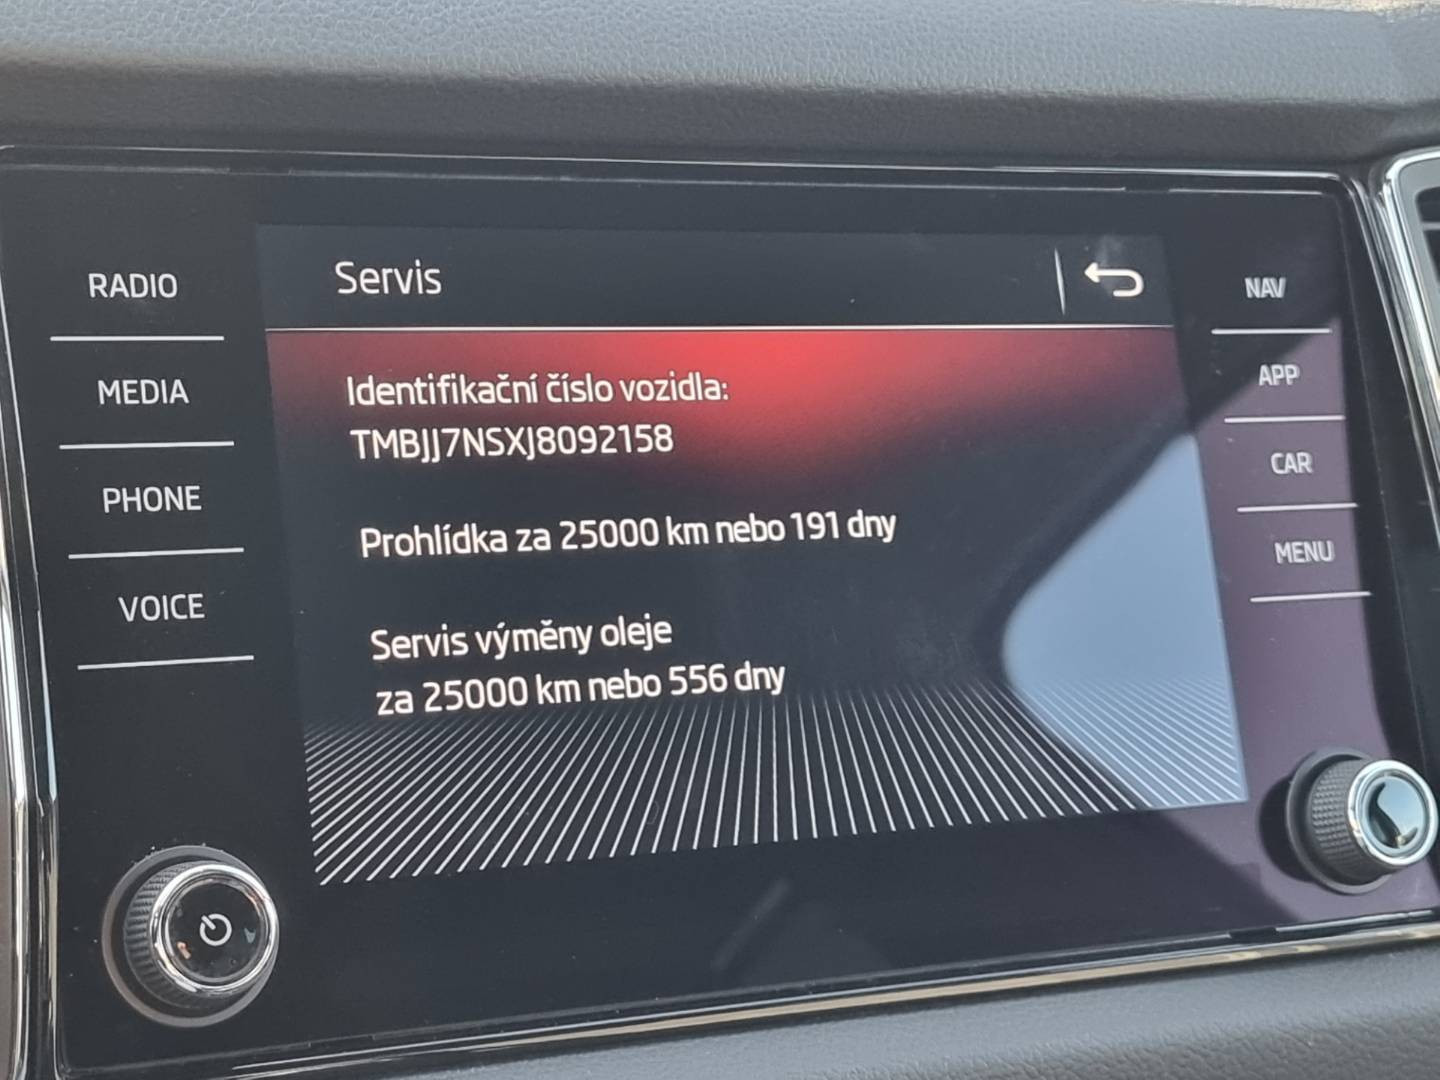 Servis
RADIO
MEDIA
PHONE
VOICE
Identifikační číslo vozidla:
TMBJJ7NSXJ8092158
Prohlídka za 25000 km nebo 191 dny
Servis výměny oleje
za 25000 km nebo 556 dny
NAV
APP
CAR
MENU